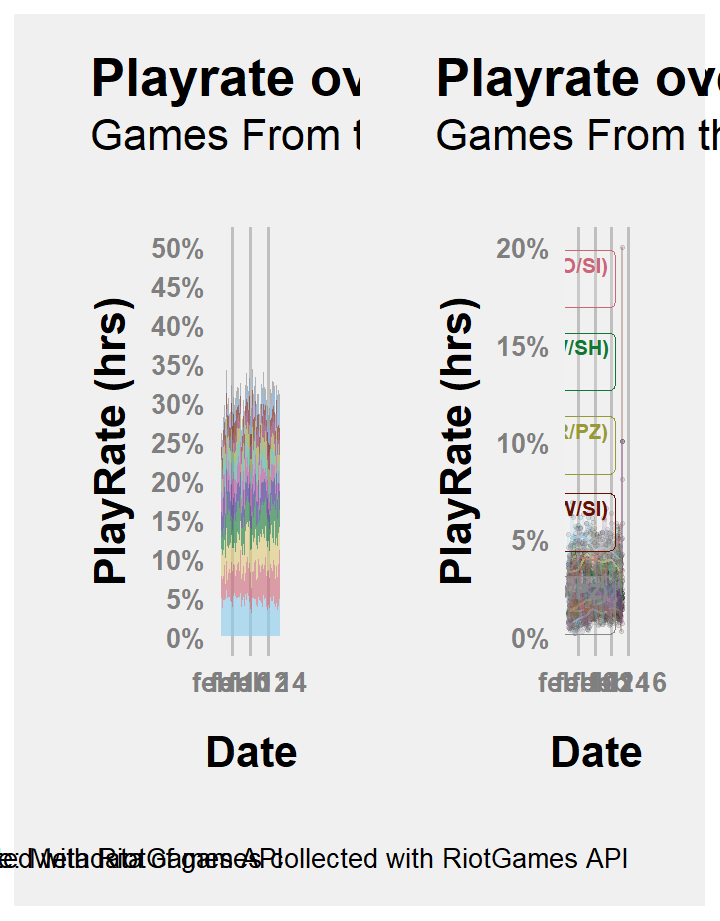 Playrate ov
Games From t
50%
45%
40%
35%
30%
25%
20%
15%
10%
5%
0%
PlayRate (hrs)
Date
Playrate ove
Games From th
20%
15%
10%
5%
0%
O/SI)
/SH)
/PZ)
/SI)
PlayRate (hrs)
Date
collected with RiotGames API